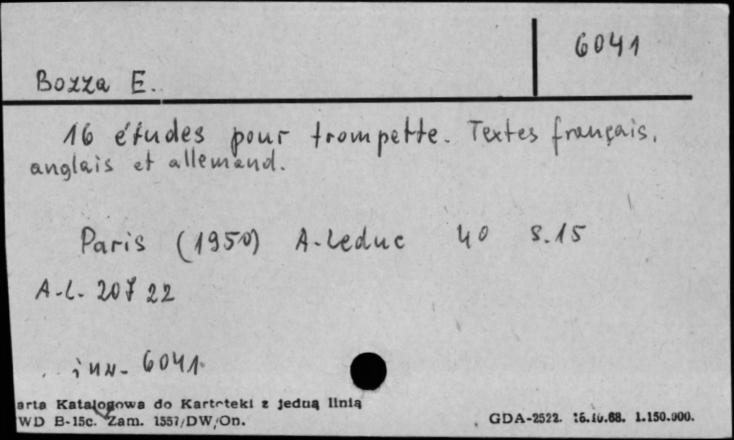 6041
Bozza E.
16 études pour trompette. Textes français,
anglais et allemand.
Paris (1950) A. Leduc 40 s. 15
A.L. 20722
inw. 6041
arta Katalogowa do Kartoteki z jedną linią
WD B-15c. Zam. 1557/DW/On. GDA-2522. 16.10.68. 1.150.000.